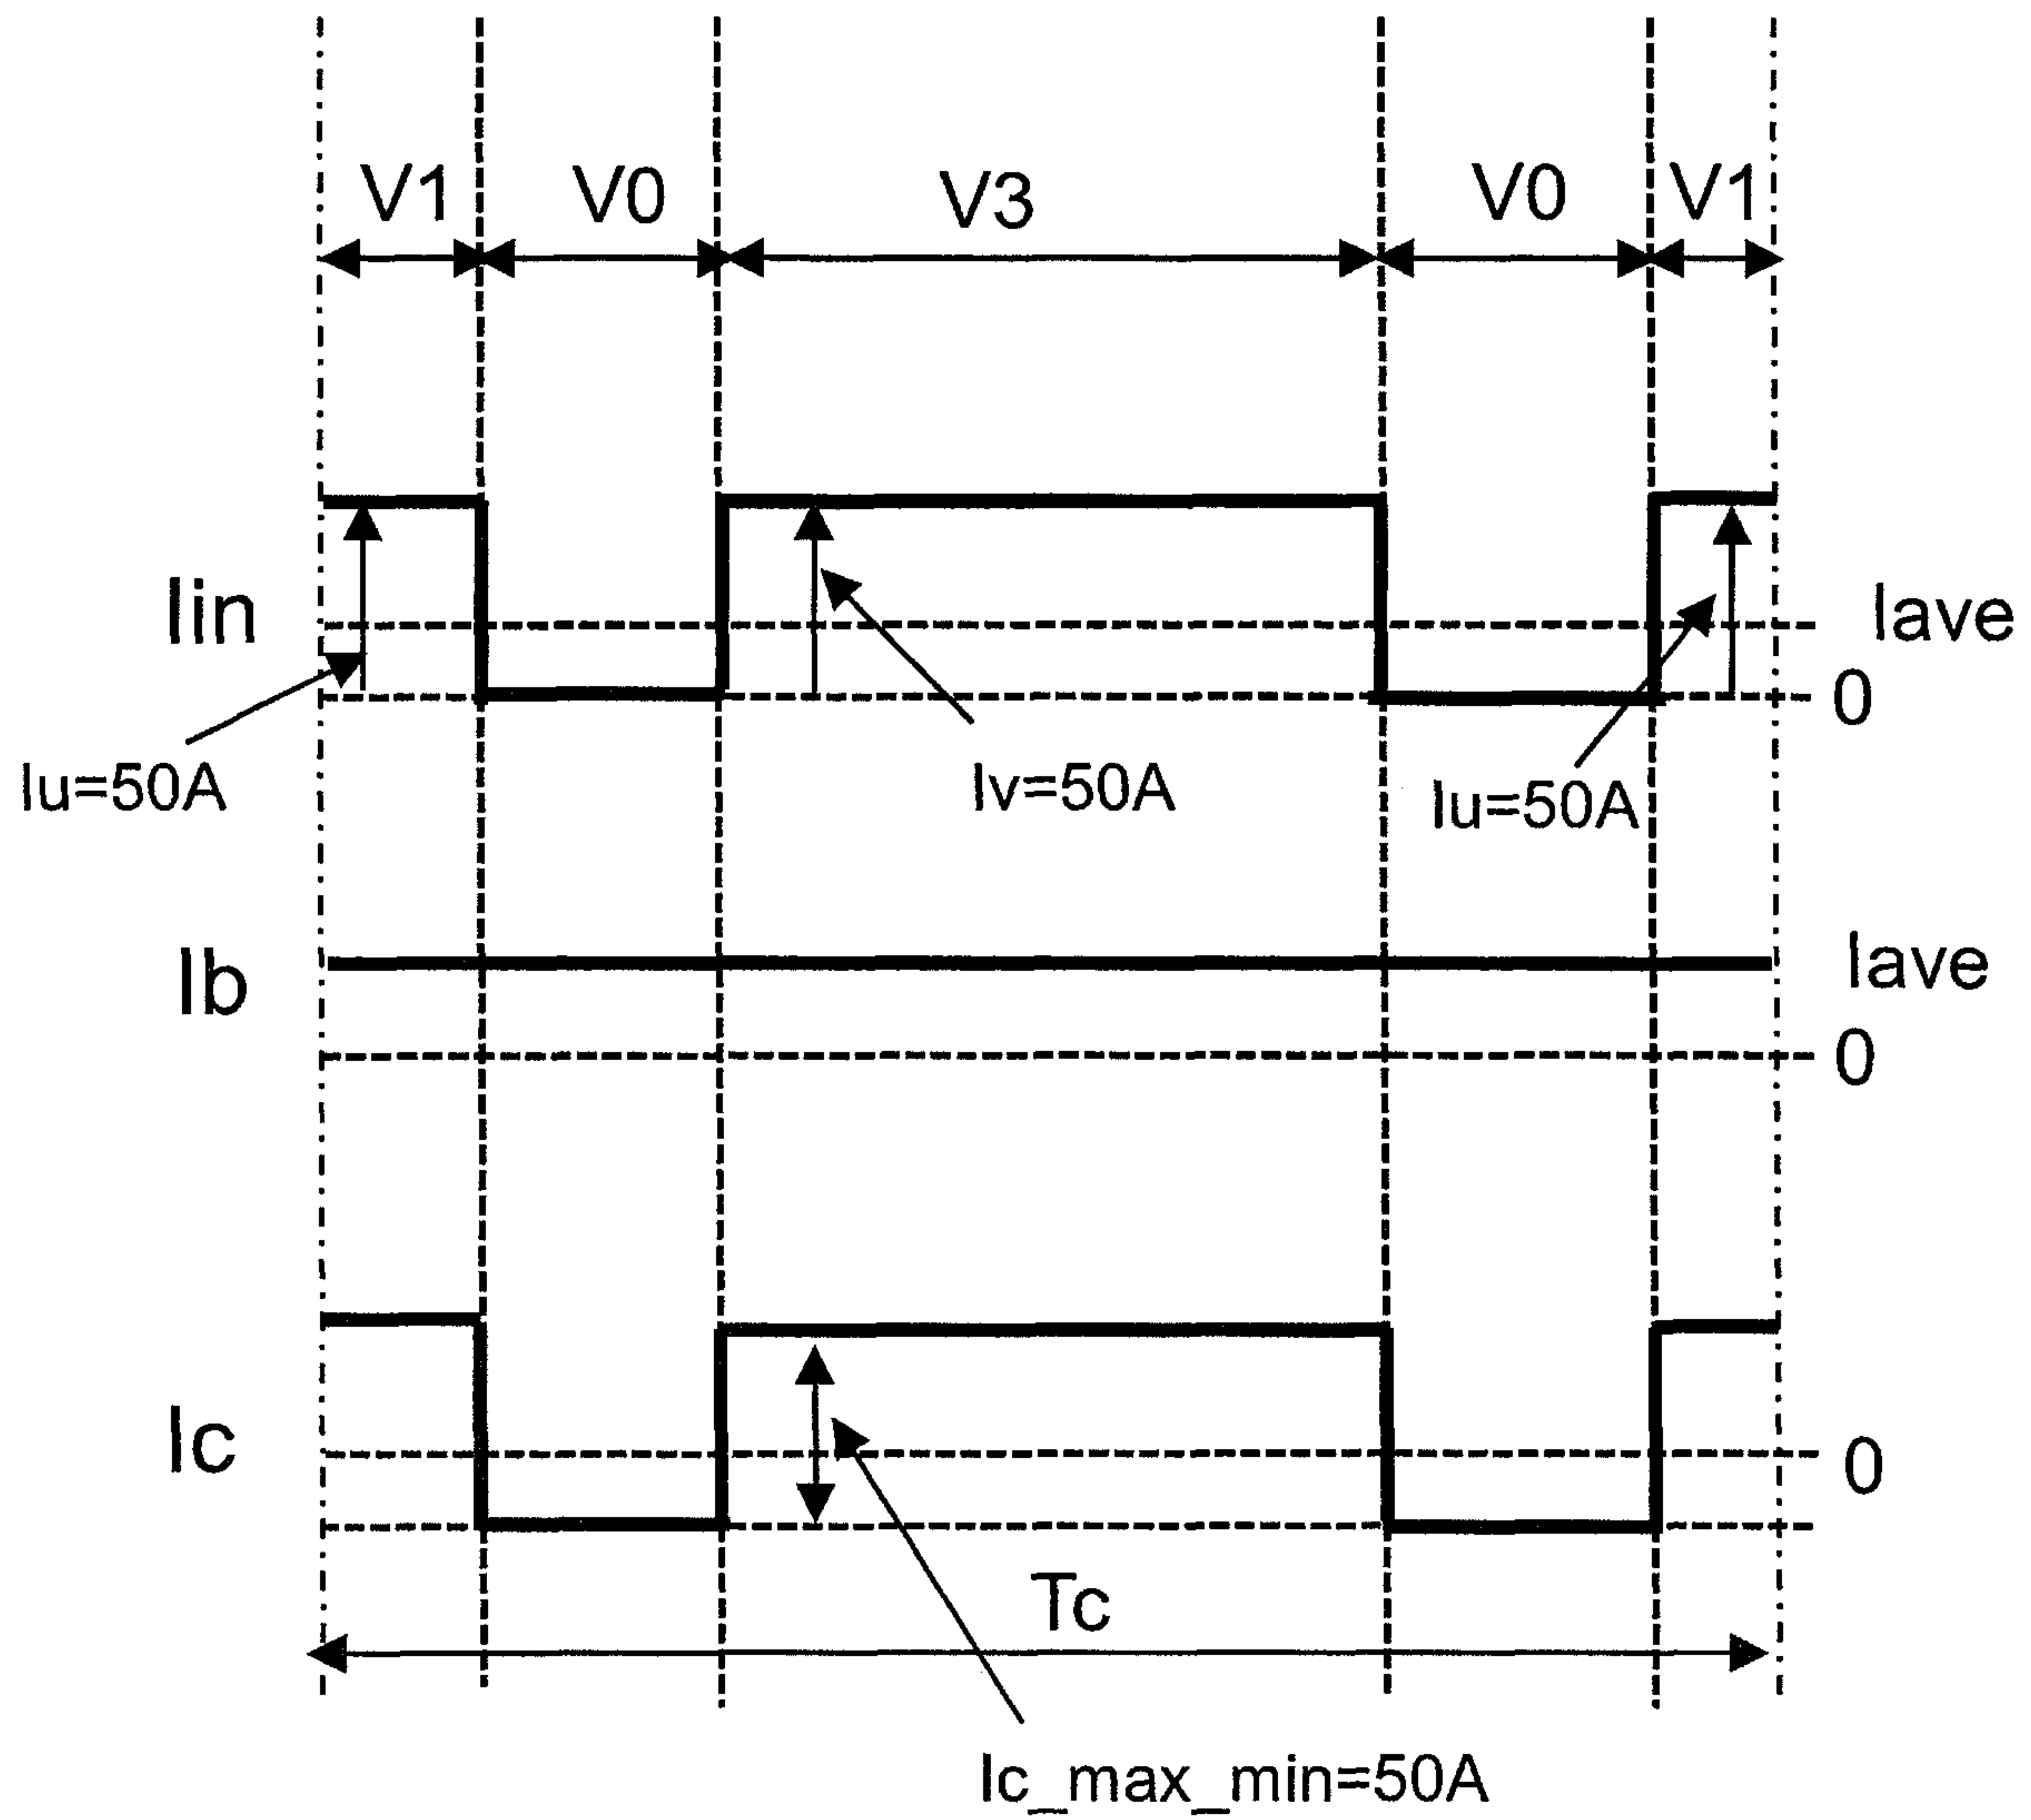 V1 V0 V3 V0 V1
Iin
Iave
0
Iu=50A
Iv=50A
Iu=50A
Ib
Iave
0
Ic
0
Tc
Ic_max_min=50A